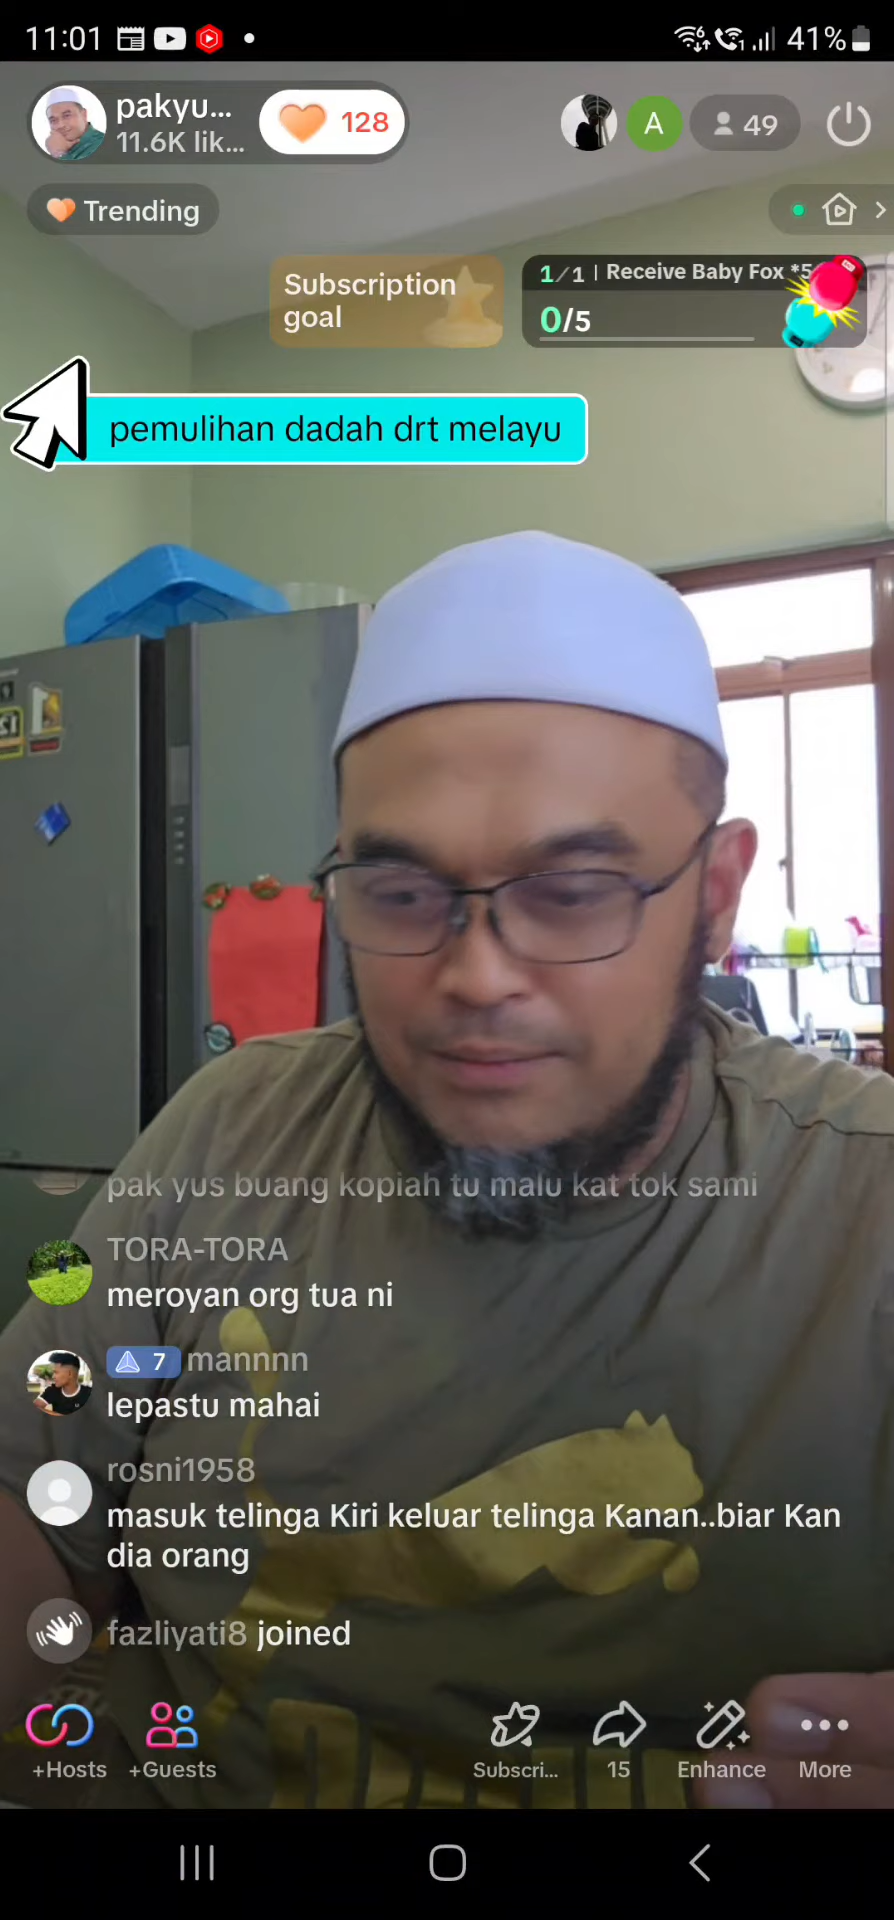 11:01
6
1
41%
pakyu...
11.6K lik...
128
A
49
Trending
Subscription
goal
1/1 | Receive Baby Fox *5
0/5
pemulihan dadah drt melayu
pak yus buang kopiah tu malu kat tok sami
TORA-TORA
meroyan org tua ni
7 mannnn
lepastu mahai
rosni1958
masuk telinga Kiri keluar telinga Kanan..biar Kan
dia orang
fazliyati8 joined
+Hosts
+Guests
Subscri...
15
Enhance
More